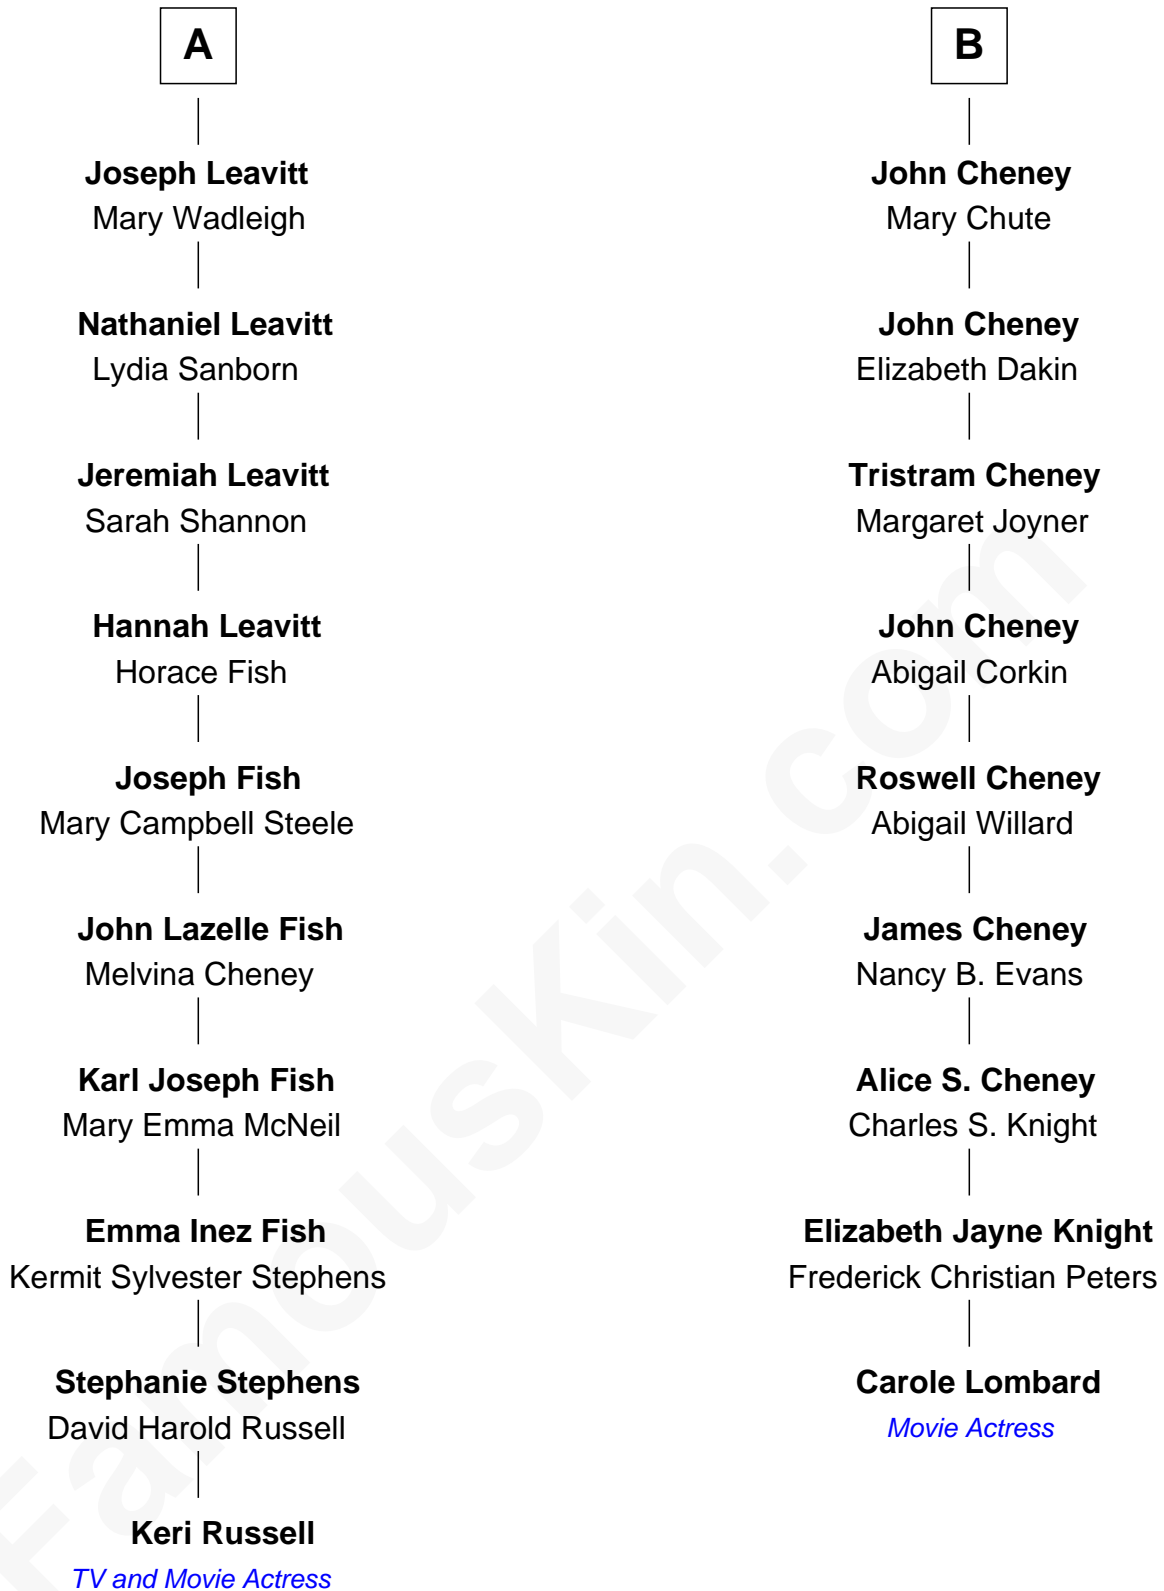 A
Joseph Leavitt
Mary Wadleigh
Nathaniel Leavitt
Lydia Sanborn
Jeremiah Leavitt
Sarah Shannon
Hannah Leavitt
Horace Fish
Joseph Fish
Mary Campbell Steele
John Lazelle Fish
Melvina Cheney
Karl Joseph Fish
Mary Emma McNeil
Emma Inez Fish
Kermit Sylvester Stephens
Stephanie Stephens
David Harold Russell
Keri Russell
TV and Movie Actress
B
John Cheney
Mary Chute
John Cheney
Elizabeth Dakin
Tristram Cheney
Margaret Joyner
John Cheney
Abigail Corkin
Roswell Cheney
Abigail Willard
James Cheney
Nancy B. Evans
Alice S. Cheney
Charles S. Knight
Elizabeth Jayne Knight
Frederick Christian Peters
Carole Lombard
Movie Actress
FamousKin.com